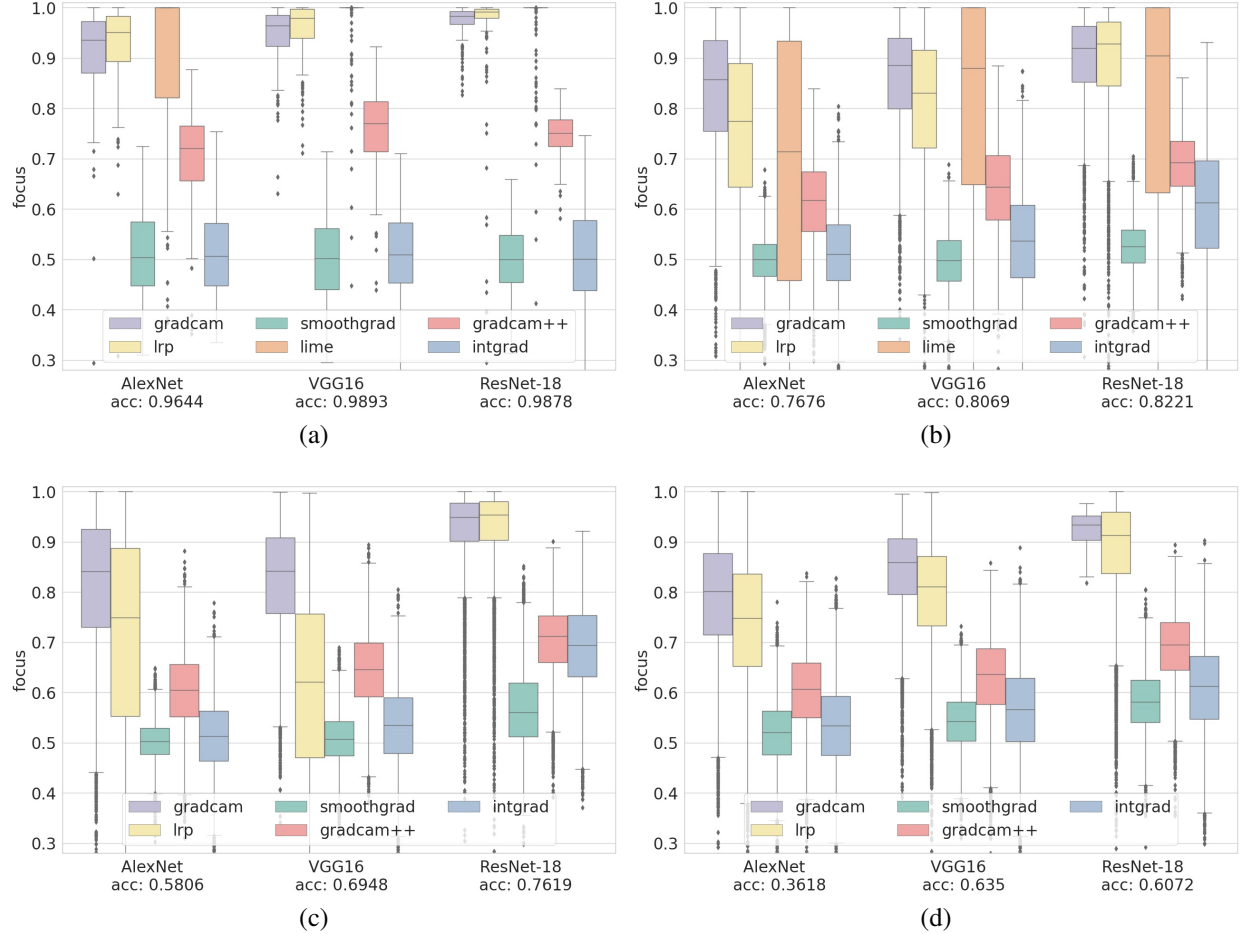 1.0
0.9
0.8
0.7
0.6
0.5
0.4
0.3
focus
gradcam smoothgrad gradcam++
lrp lime intgrad
AlexNet VGG16 ResNet-18
acc: 0.9644 acc: 0.9893 acc: 0.9878
(a)
1.0
0.9
0.8
0.7
0.6
0.5
0.4
0.3
focus
gradcam smoothgrad gradcam++
lrp lime intgrad
AlexNet VGG16 ResNet-18
acc: 0.7676 acc: 0.8069 acc: 0.8221
(b)
1.0
0.9
0.8
0.7
0.6
0.5
0.4
0.3
focus
gradcam smoothgrad intgrad
lrp gradcam++
AlexNet VGG16 ResNet-18
acc: 0.5806 acc: 0.6948 acc: 0.7619
(c)
1.0
0.9
0.8
0.7
0.6
0.5
0.4
0.3
focus
gradcam smoothgrad intgrad
lrp gradcam++
AlexNet VGG16 ResNet-18
acc: 0.3618 acc: 0.635 acc: 0.6072
(d)